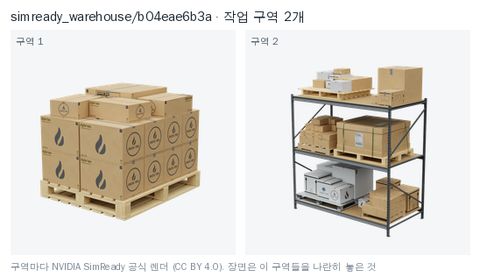 simready_warehouse/b04eae6b3a · 작업 구역 2개
구역 1
구역 2
구역마다 NVIDIA SimReady 공식 렌더 (CC BY 4.0). 장면은 이 구역들을 나란히 놓은 것